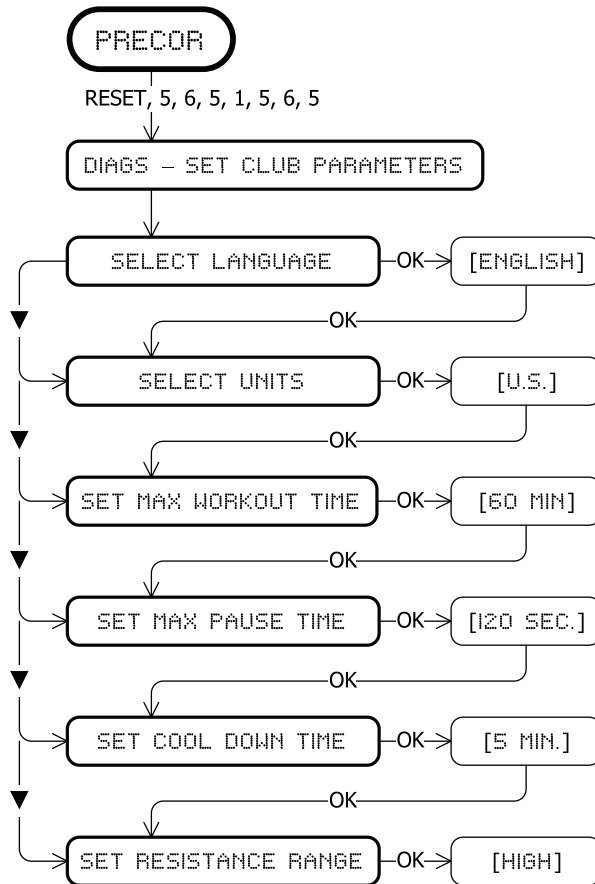 PRECOR
RESET, 5, 6, 5, 1, 5, 6, 5
DIAGS – SET CLUB PARAMETERS
SELECT LANGUAGE
OK
[ENGLISH]
OK
SELECT UNITS
OK
[U.S.]
OK
SET MAX WORKOUT TIME
OK
[60 MIN]
OK
SET MAX PAUSE TIME
OK
[120 SEC.]
OK
SET COOL DOWN TIME
OK
[5 MIN.]
OK
SET RESISTANCE RANGE
OK
[HIGH]